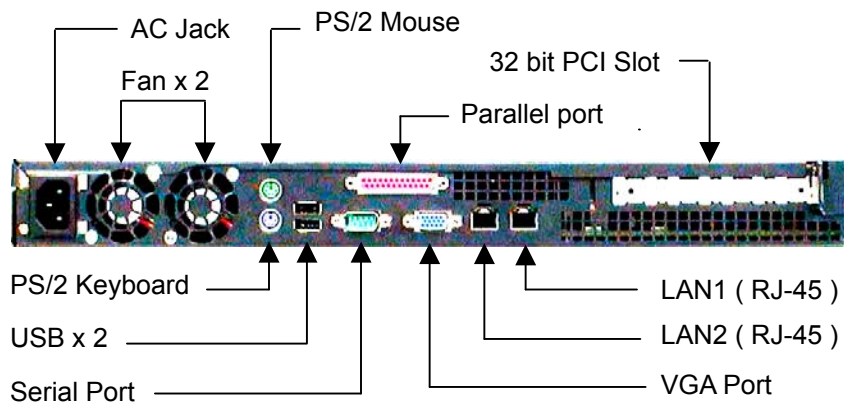 AC Jack
PS/2 Mouse
Fan x 2
32 bit PCI Slot
Parallel port
PS/2 Keyboard
LAN1 ( RJ-45 )
USB x 2
LAN2 ( RJ-45 )
Serial Port
VGA Port